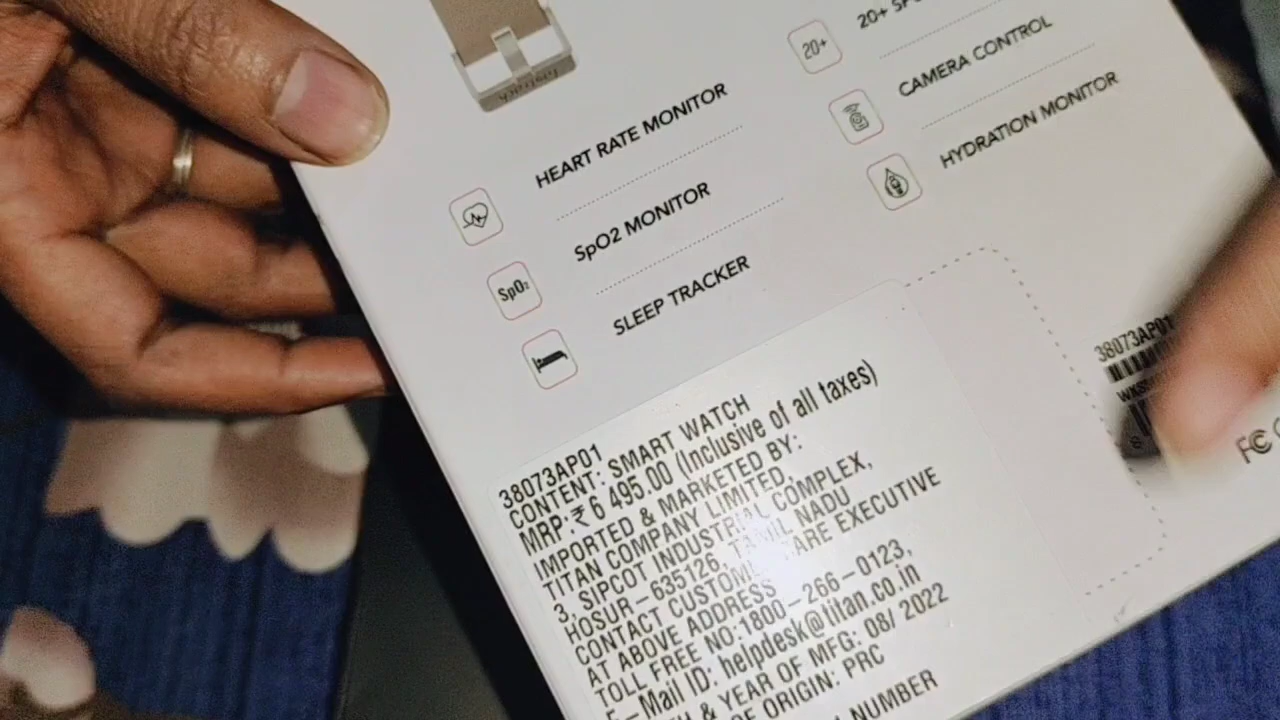 fastrack
HEART RATE MONITOR
SpO2 MONITOR
SpO₂
SLEEP TRACKER
20+
20+
CAMERA CONTROL
HYDRATION MONITOR
38073AP01
CONTENT: SMART WATCH
MRP:₹ 6 495.00 (Inclusive of all taxes)
IMPORTED & MARKETED BY:
TITAN COMPANY LIMITED,
3, SIPCOT INDUSTRIAL COMPLEX,
HOSUR-635126, TAMIL NADU
CONTACT EXECUTIVE
AT ABOVE ADDRESS
TOLL FREE NO:1800-266-0123,
E-Mail ID: helpdesk@titan.co.in
& YEAR OF MFG: 08/ 2022
ORIGIN: PRC
NUMBER
38073AP01
8
FC